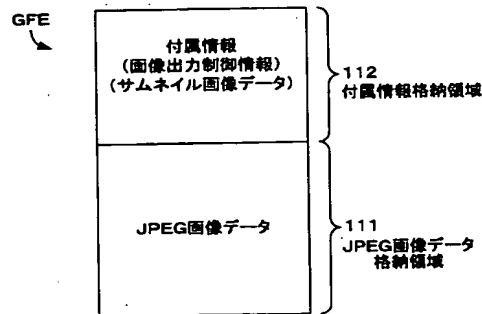 GFE
付属情報
(画像出力制御情報)
(サムネイル画像データ)
112
付属情報格納領域
JPEG画像データ
111
JPEG画像データ
格納領域